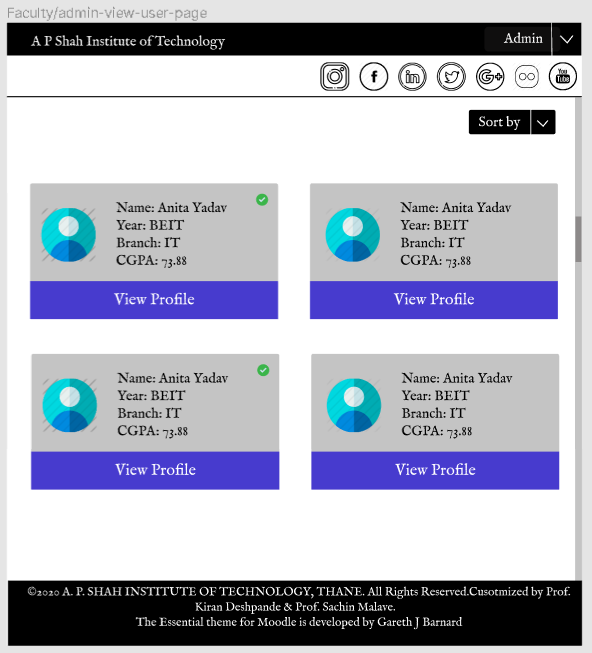 Faculty/admin-view-user-page
A P Shah Institute of Technology
Admin
f
in
G+
You
Tube
Sort by
Name: Anita Yadav
Year: BEIT
Branch: IT
CGPA: 73.88
View Profile
Name: Anita Yadav
Year: BEIT
Branch: IT
CGPA: 73.88
View Profile
Name: Anita Yadav
Year: BEIT
Branch: IT
CGPA: 73.88
View Profile
Name: Anita Yadav
Year: BEIT
Branch: IT
CGPA: 73.88
View Profile
©2020 A. P. SHAH INSTITUTE OF TECHNOLOGY, THANE. All Rights Reserved.Cusotmized by Prof.
Kiran Deshpande & Prof. Sachin Malave.
The Essential theme for Moodle is developed by Gareth J Barnard